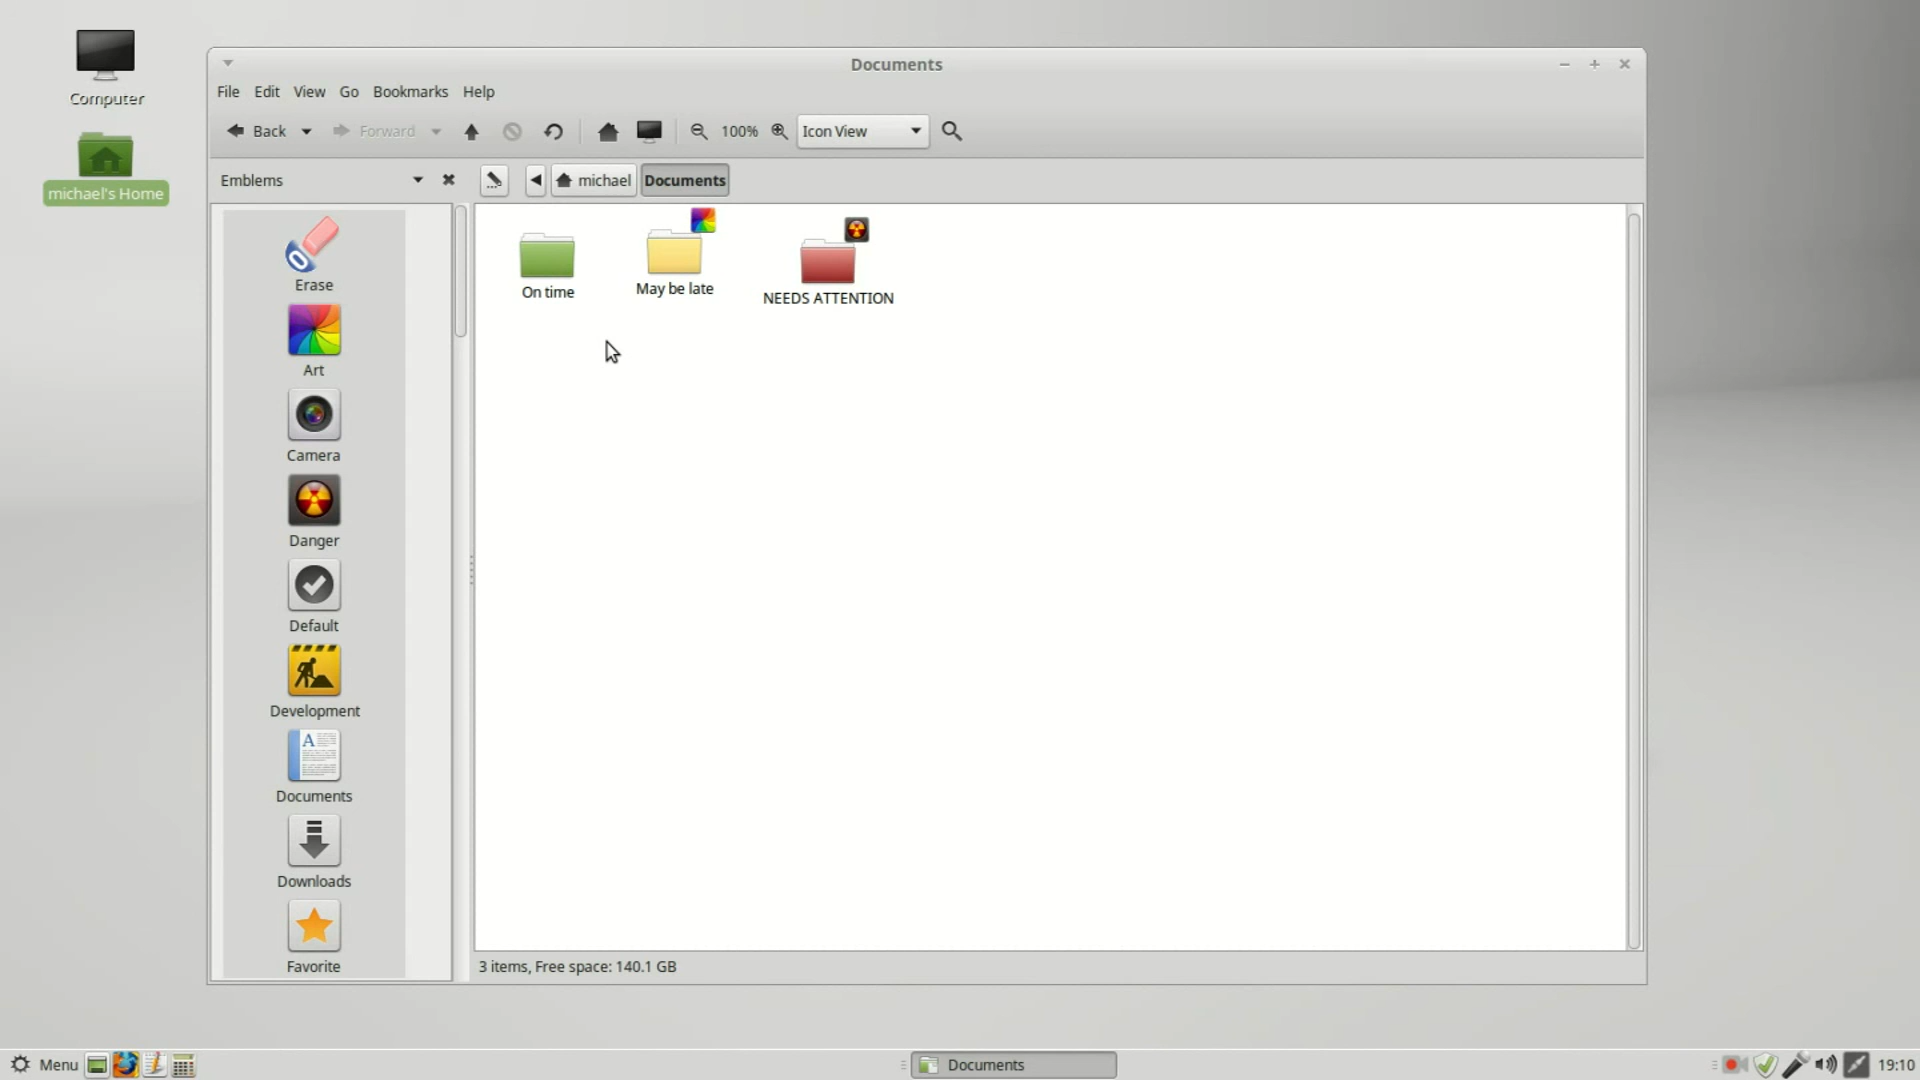 Computer
michael's Home
Documents
File Edit View Go Bookmarks Help
Back Forward 100% Icon View
Emblems
michael Documents
Erase
Art
Camera
Danger
Default
Development
Documents
Downloads
Favorite
On time
May be late
NEEDS ATTENTION
3 items, Free space: 140.1 GB
Menu
Documents
19:10